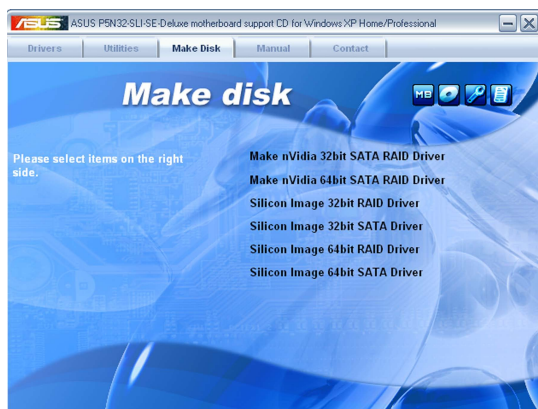 ASUS ASUS P5N32-SLI-SE-Deluxe motherboard support CD for Windows XP Home/Professional
Drivers Utilities Make Disk Manual Contact
Make disk
MB
Please select items on the right
side.
Make nVidia 32bit SATA RAID Driver
Make nVidia 64bit SATA RAID Driver
Silicon Image 32bit RAID Driver
Silicon Image 32bit SATA Driver
Silicon Image 64bit RAID Driver
Silicon Image 64bit SATA Driver